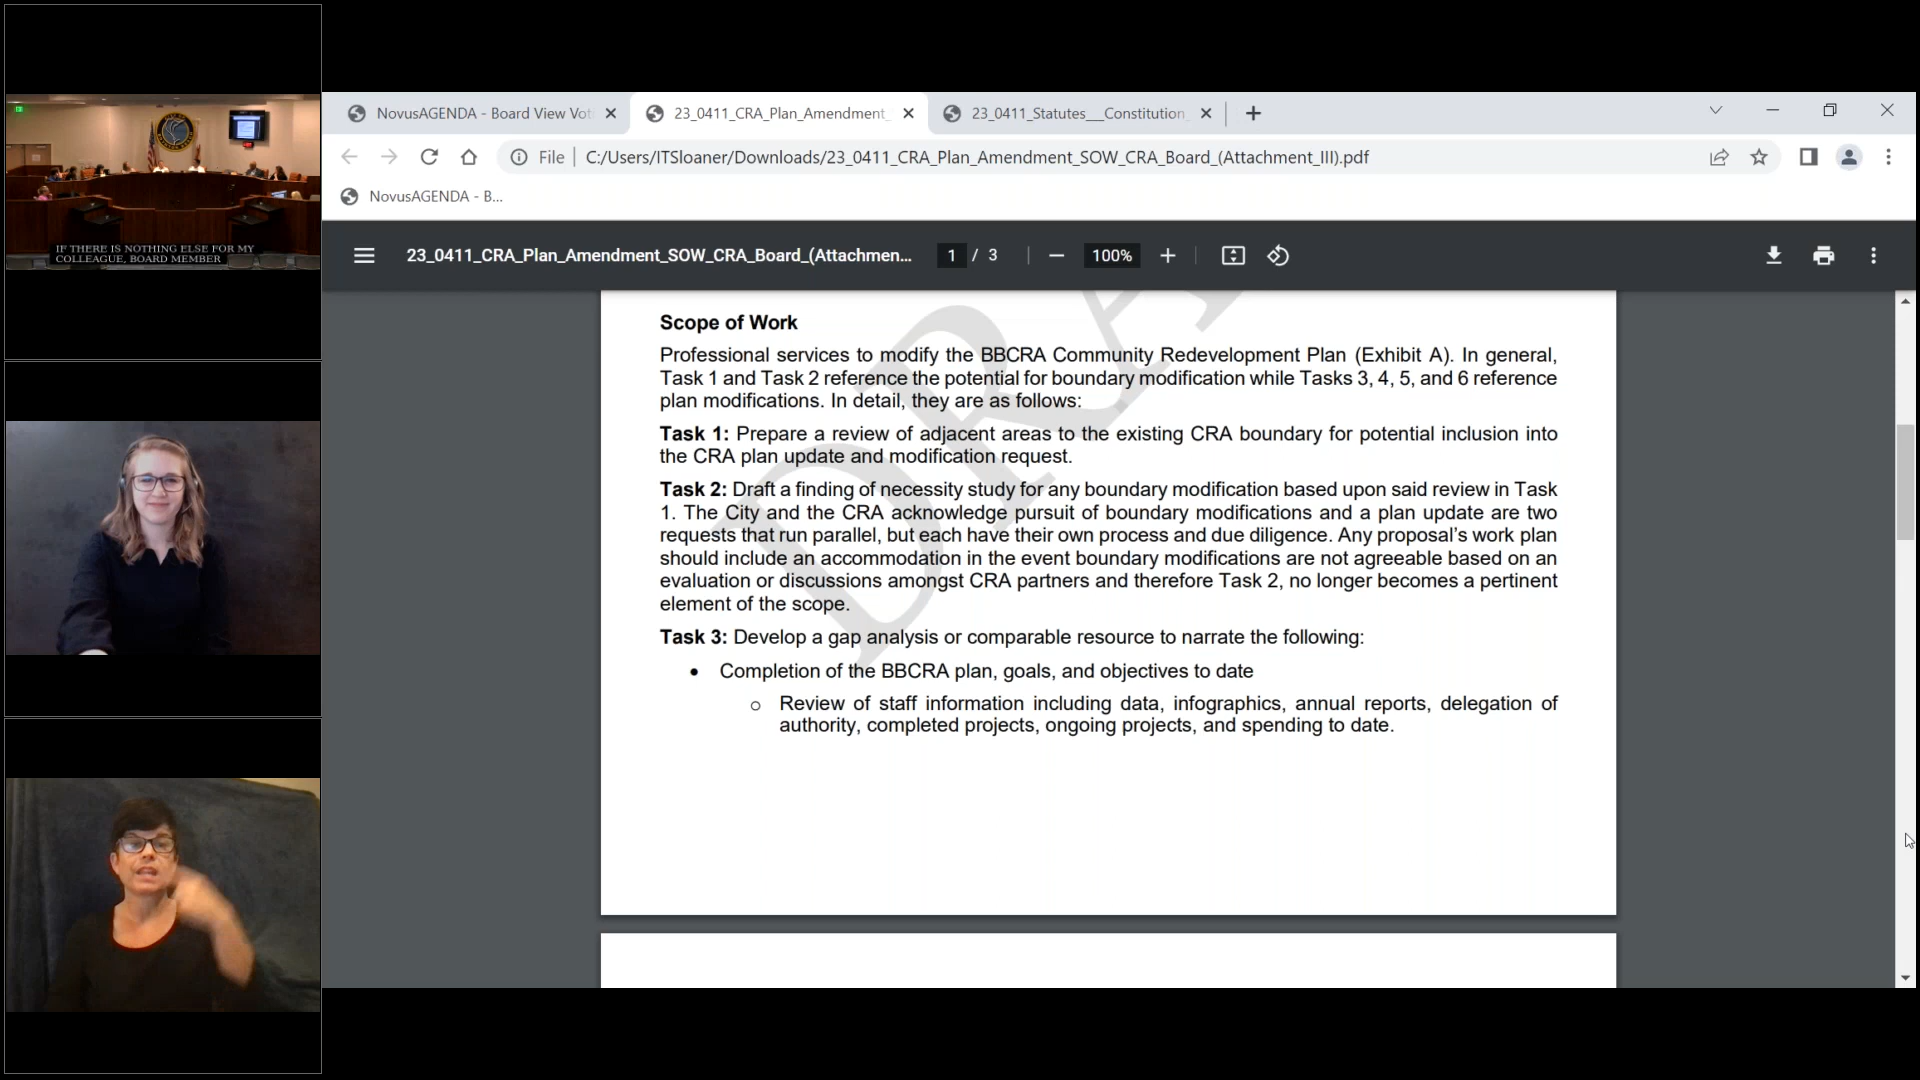 IF THERE IS NOTHING ELSE FOR MY
COLLEAGUE, BOARD MEMBER
NovusAGENDA - Board View Vot
23_0411_CRA_Plan_Amendment_
23_0411_Statutes___Constitution_
File
C:/Users/ITSloaner/Downloads/23_0411_CRA_Plan_Amendment_SOW_CRA_Board_(Attachment_III).pdf
NovusAGENDA - B...
23_0411_CRA_Plan_Amendment_SOW_CRA_Board_(Attachmen...
1 / 3
100%
Scope of Work
Professional services to modify the BBCRA Community Redevelopment Plan (Exhibit A). In general,
Task 1 and Task 2 reference the potential for boundary modification while Tasks 3, 4, 5, and 6 reference
plan modifications. In detail, they are as follows:
Task 1: Prepare a review of adjacent areas to the existing CRA boundary for potential inclusion into
the CRA plan update and modification request.
Task 2: Draft a finding of necessity study for any boundary modification based upon said review in Task
1. The City and the CRA acknowledge pursuit of boundary modifications and a plan update are two
requests that run parallel, but each have their own process and due diligence. Any proposal's work plan
should include an accommodation in the event boundary modifications are not agreeable based on an
evaluation or discussions amongst CRA partners and therefore Task 2, no longer becomes a pertinent
element of the scope.
Task 3: Develop a gap analysis or comparable resource to narrate the following:
• Completion of the BBCRA plan, goals, and objectives to date
o Review of staff information including data, infographics, annual reports, delegation of
authority, completed projects, ongoing projects, and spending to date.
DRA